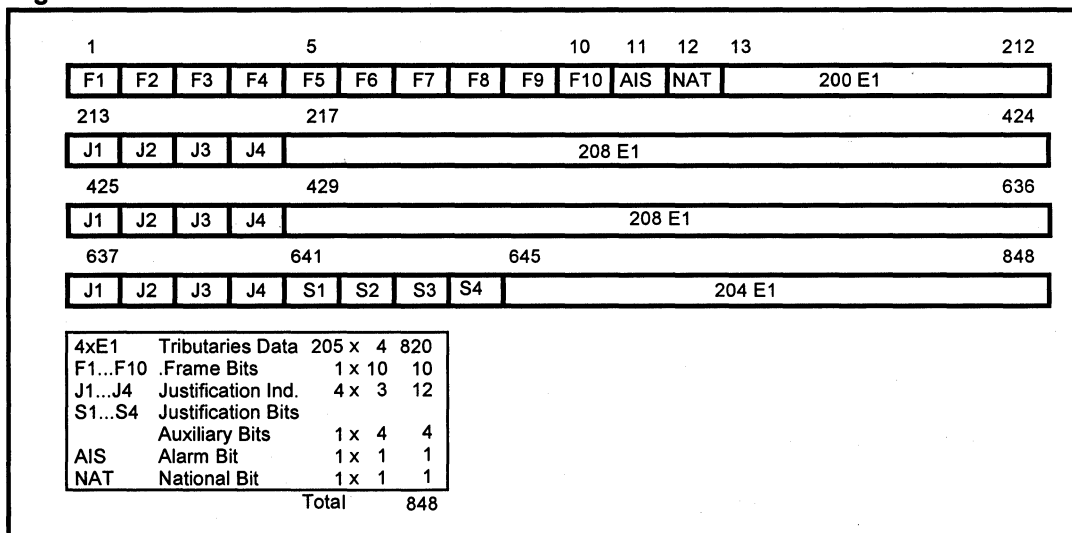 1 5 10 11 12 13 212
F1 F2 F3 F4 F5 F6 F7 F8 F9 F10 AIS NAT 200 E1
213 217 424
J1 J2 J3 J4 208 E1
425 429 636
J1 J2 J3 J4 208 E1
637 641 645 848
J1 J2 J3 J4 S1 S2 S3 S4 204 E1
4xE1 Tributaries Data 205 x 4 820
F1...F10 .Frame Bits 1 x 10 10
J1...J4 Justification Ind. 4 x 3 12
S1...S4 Justification Bits
Auxiliary Bits 1 x 4 4
AIS Alarm Bit 1 x 1 1
NAT National Bit 1 x 1 1
Total 848